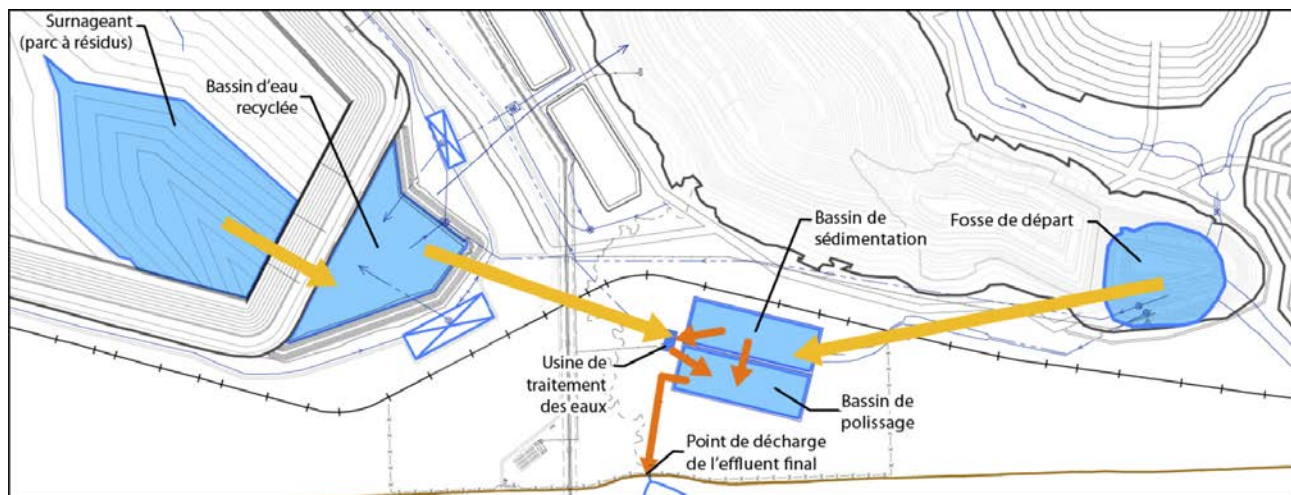 Surnageant
(parc à résidus)
Bassin d'eau
recyclée
Bassin de
sédimentation
Fosse de départ
Usine de
traitement
des eaux
Bassin de
polissage
Point de décharge
de l'effluent final